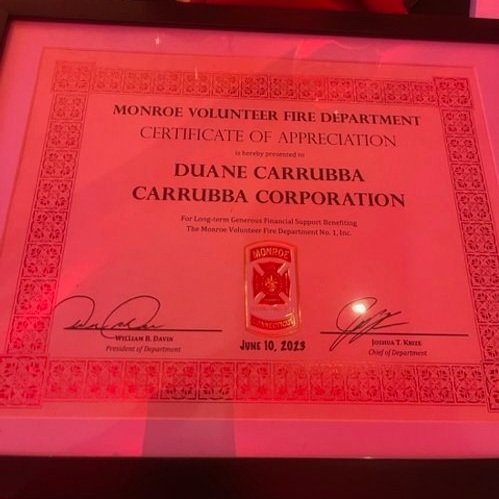 MONROE VOLUNTEER FIRE DEPARTMENT
CERTIFICATE OF APPRECIATION
is hereby presented to
DUANE CARRUBBA
CARRUBBA CORPORATION
For Long-term Generous Financial Support Benefiting
The Monroe Volunteer Fire Department No. 1, Inc.
MONROE
CONNECTICUT
WILLIAM B. DAVIN
President of Department
JUNE 10, 2023
JOSHUA T.
Chief of Department